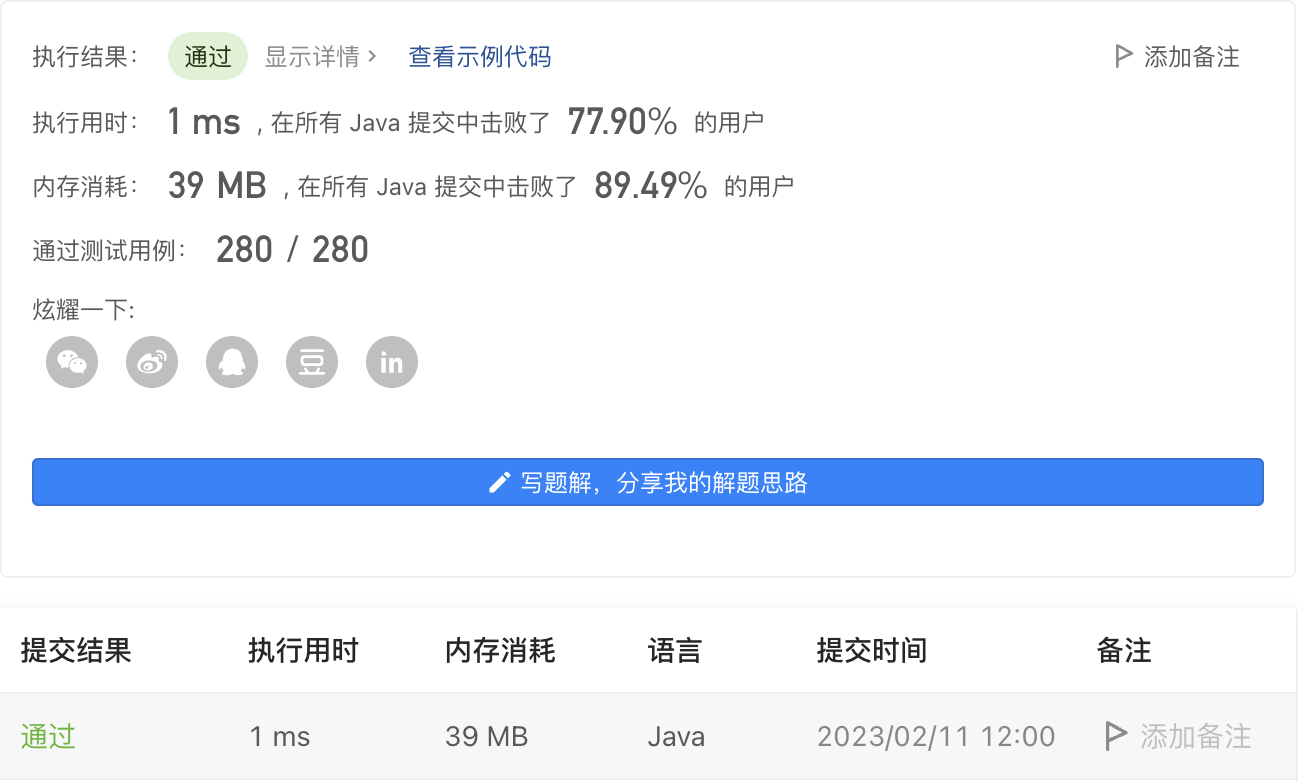 执行结果： 通过 显示详情 › 查看示例代码 添加备注
执行用时： 1 ms , 在所有 Java 提交中击败了 77.90% 的用户
内存消耗： 39 MB , 在所有 Java 提交中击败了 89.49% 的用户
通过测试用例： 280 / 280
炫耀一下:
豆 in
写题解，分享我的解题思路
提交结果 执行用时 内存消耗 语言 提交时间 备注
通过 1 ms 39 MB Java 2023/02/11 12:00 添加备注